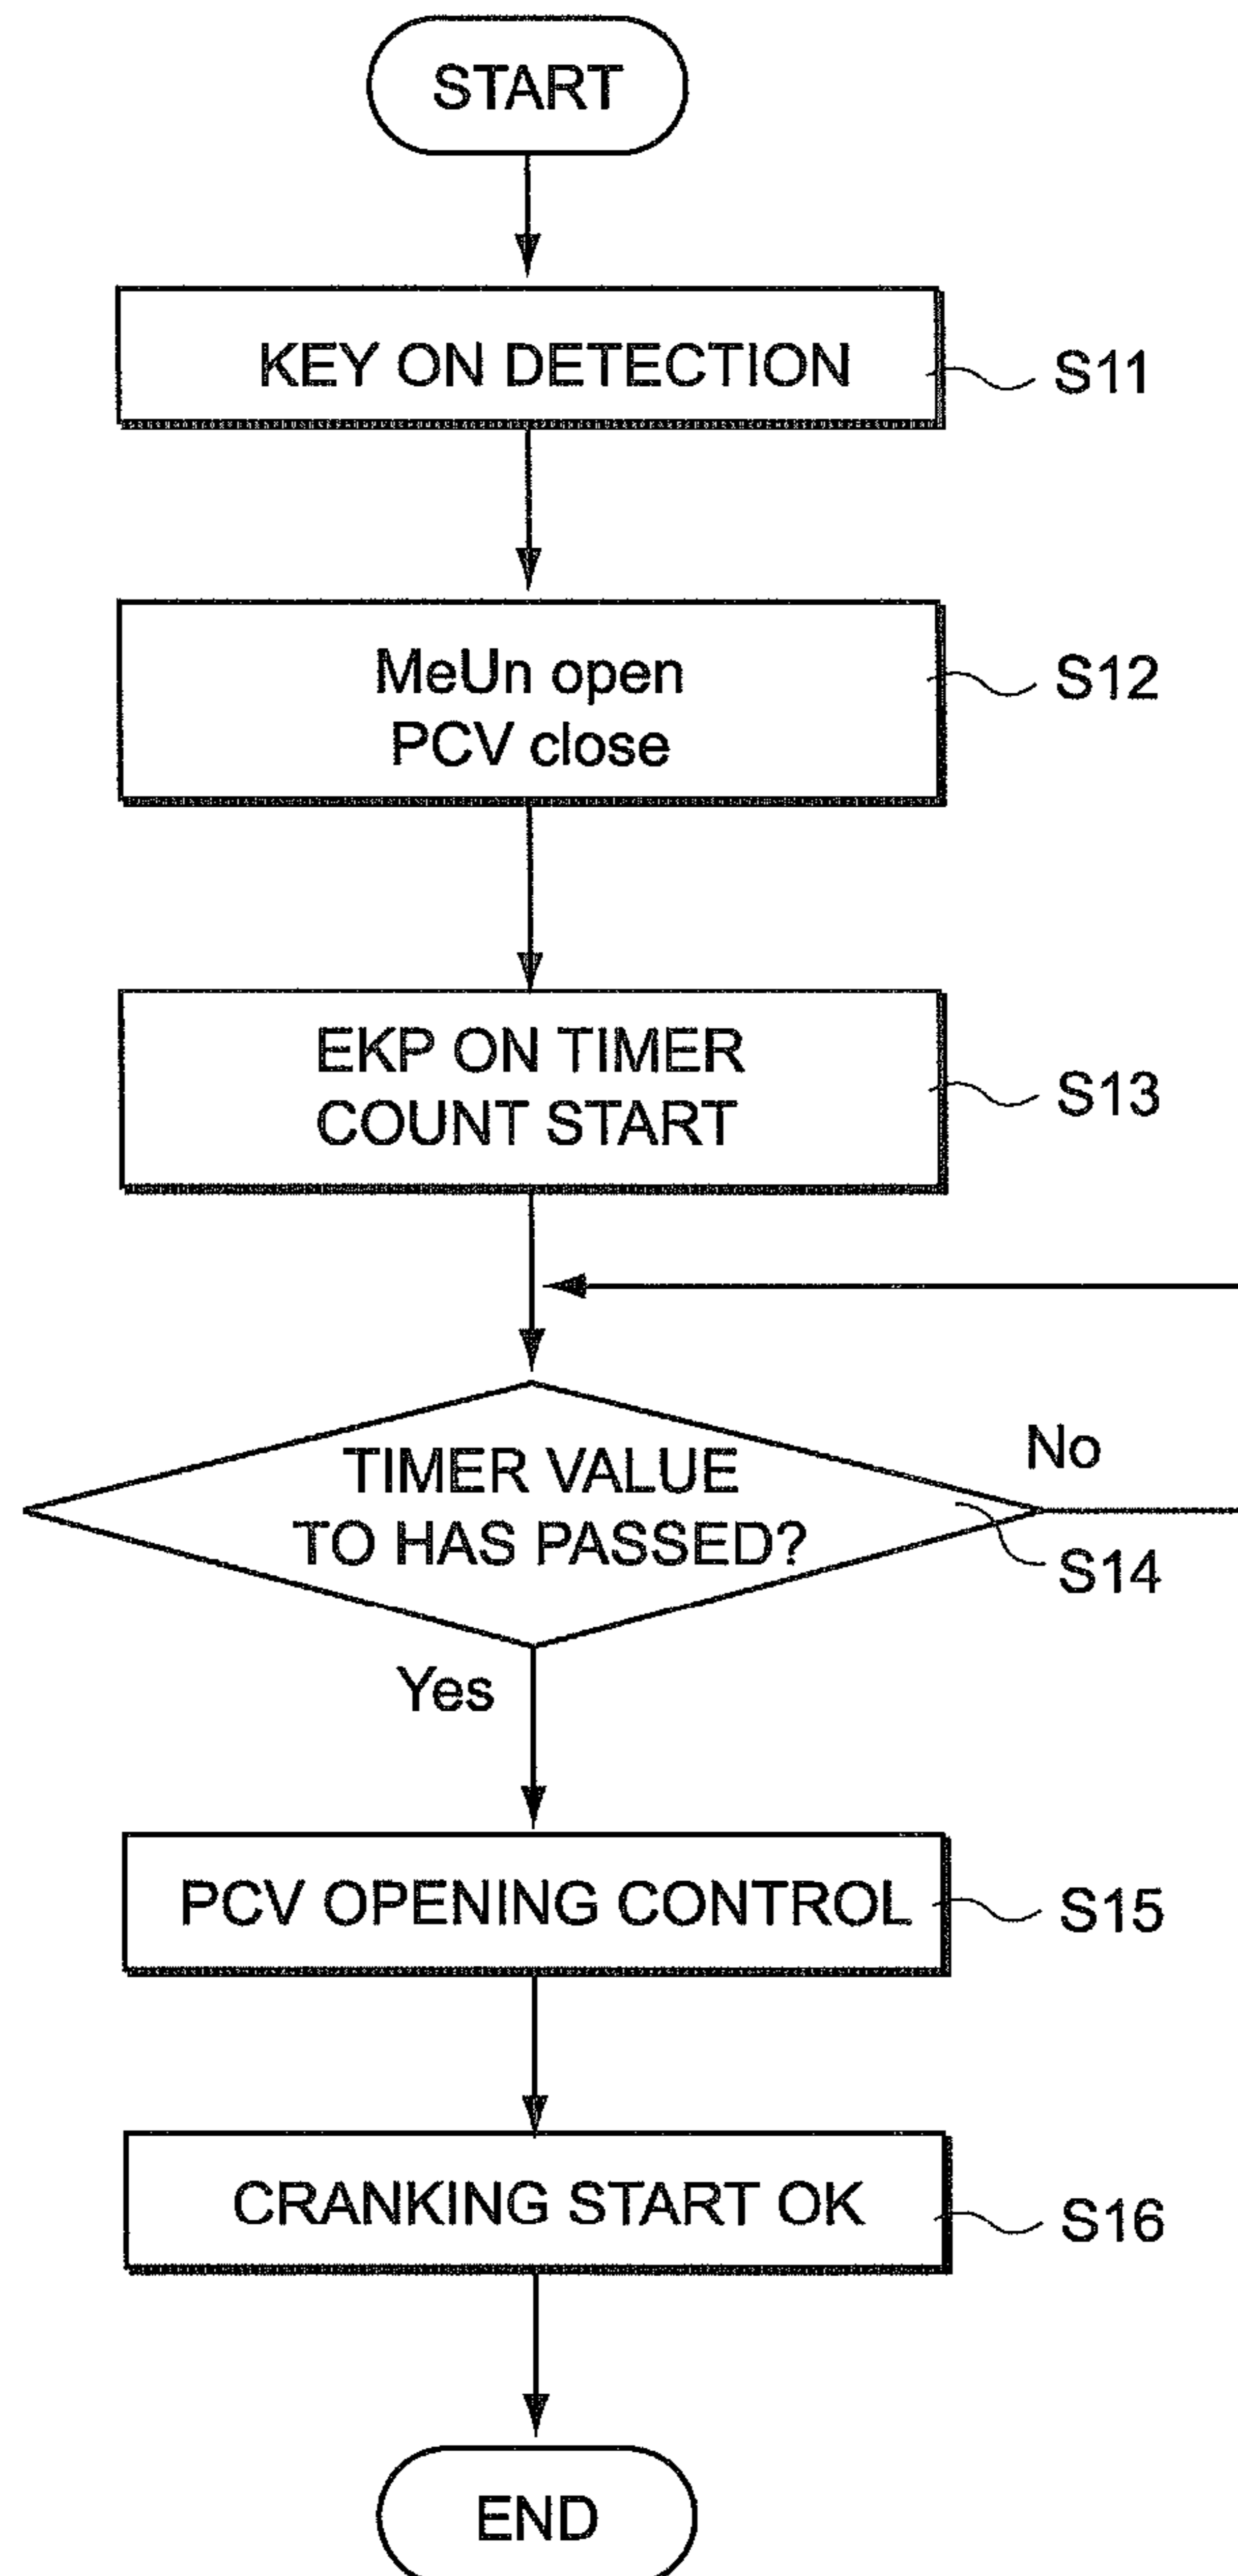 START
KEY ON DETECTION
S11
MeUn open
PCV close
S12
EKP ON TIMER
COUNT START
S13
TIMER VALUE
TO HAS PASSED?
No
S14
Yes
PCV OPENING CONTROL
S15
CRANKING START OK
S16
END